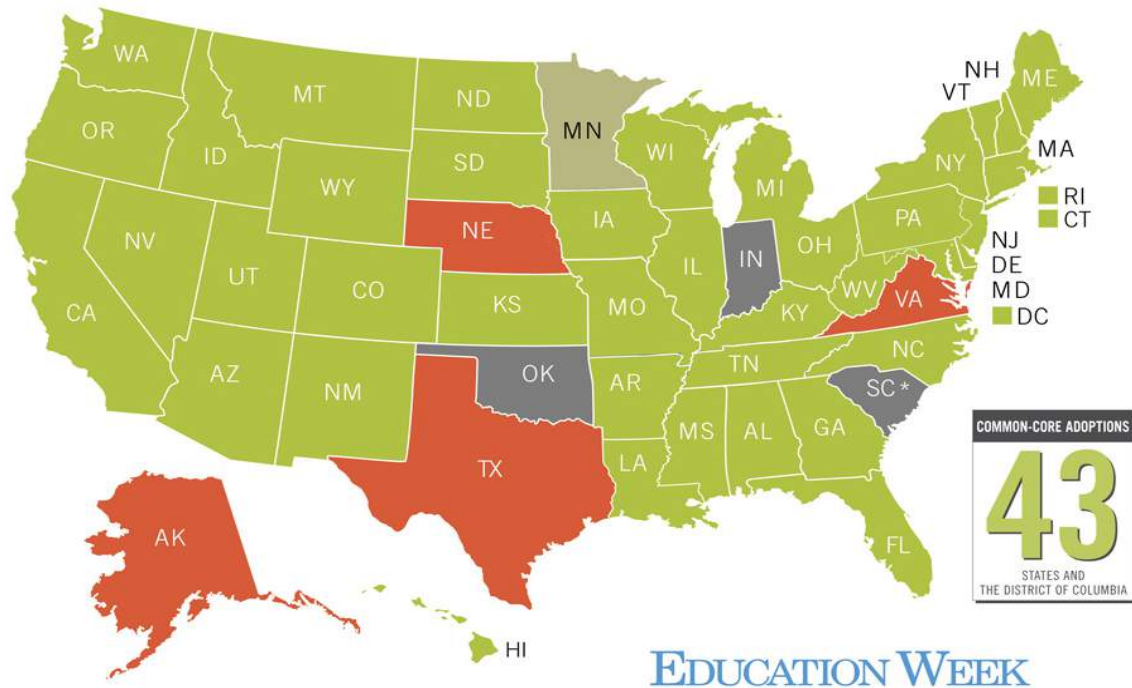 WA
MT
ND
MN
OR
ID
SD
WI
WY
MI
NH
VT
ME
MA
NY
RI
CT
PA
NJ
DE
MD
DC
NE
IA
NV
UT
CO
CA
IL
IN
OH
WV
VA
KS
MO
KY
AZ
NM
OK
AR
TN
NC
SC*
TX
LA
MS
AL
GA
FL
AK
HI
COMMON-CORE ADOPTIONS
43
STATES AND
THE DISTRICT OF COLUMBIA
EDUCATION WEEK